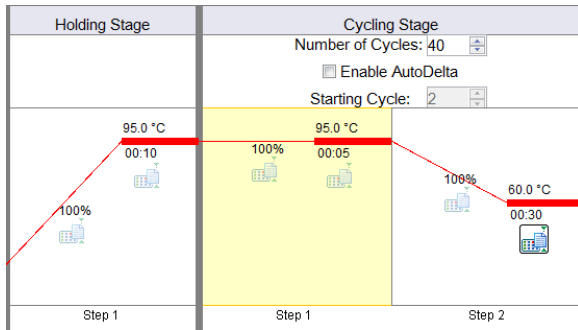 Holding Stage
Cycling Stage
Number of Cycles: 40
Enable AutoDelta
Starting Cycle: 2
95.0 °C
00:10
100%
95.0 °C
100%
00:05
100%
60.0 °C
00:30
Step 1
Step 1
Step 2